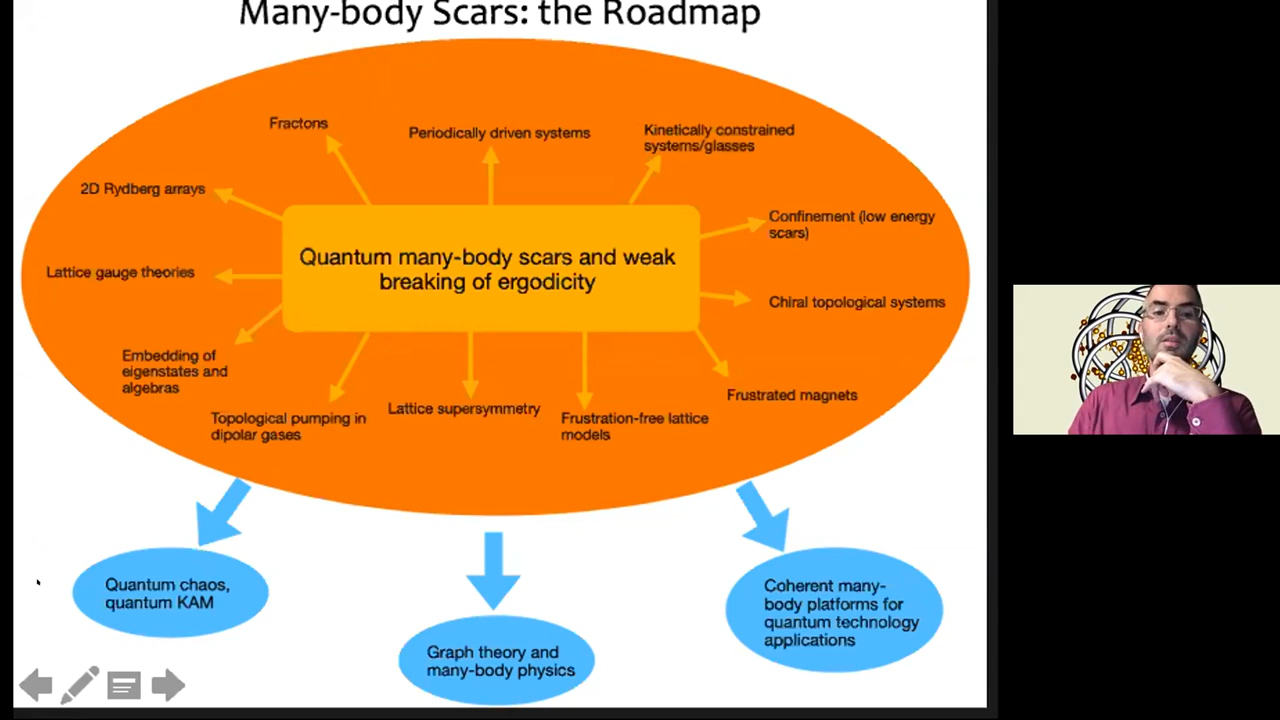 Many-body Scars: the Roadmap
Fractons
Periodically driven systems
Kinetically constrained
systems/glasses
2D Rydberg arrays
Confinement (low energy
scars)
Quantum many-body scars and weak
breaking of ergodicity
Lattice gauge theories
Chiral topological systems
Embedding of
eigenstates and
algebras
Topological pumping in
dipolar gases
Lattice supersymmetry
Frustration-free lattice
models
Frustrated magnets
Quantum chaos,
quantum KAM
Graph theory and
many-body physics
Coherent many-
body platforms for
quantum technology
applications